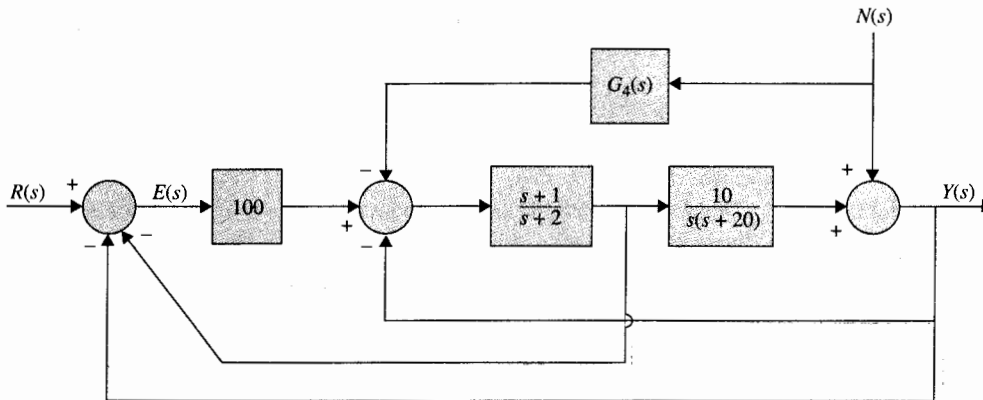 N(s)
G₄(s)
R(s)
+
−
−
E(s)
100
+
−
−
s + 1
s + 2
10
s(s + 20)
+
+
Y(s)